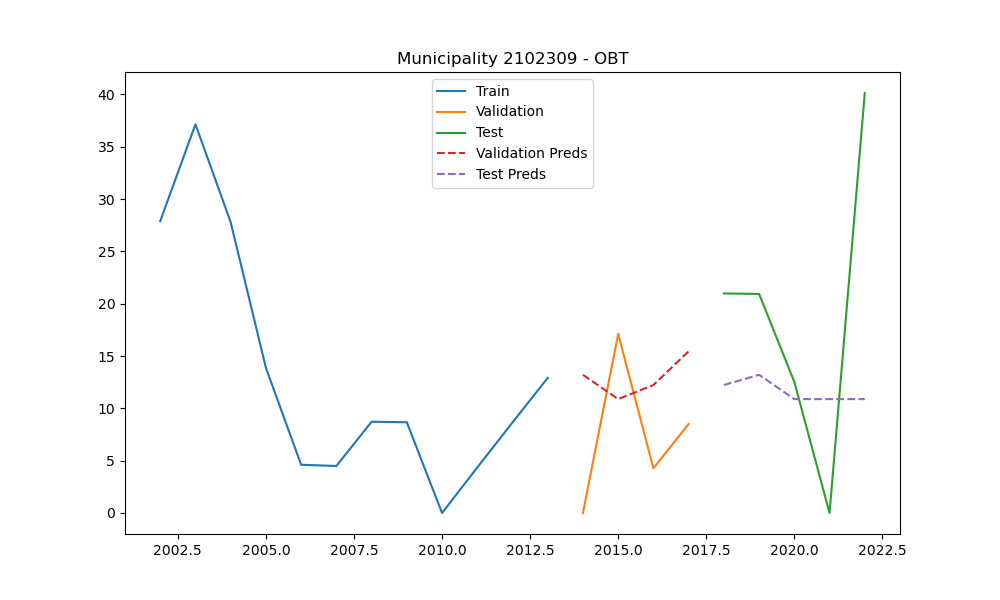 Municipality 2102309 - OBT
Train
Validation
Test
Validation Preds
Test Preds
40
35
30
25
20
15
10
5
0
2002.5 2005.0 2007.5 2010.0 2012.5 2015.0 2017.5 2020.0 2022.5